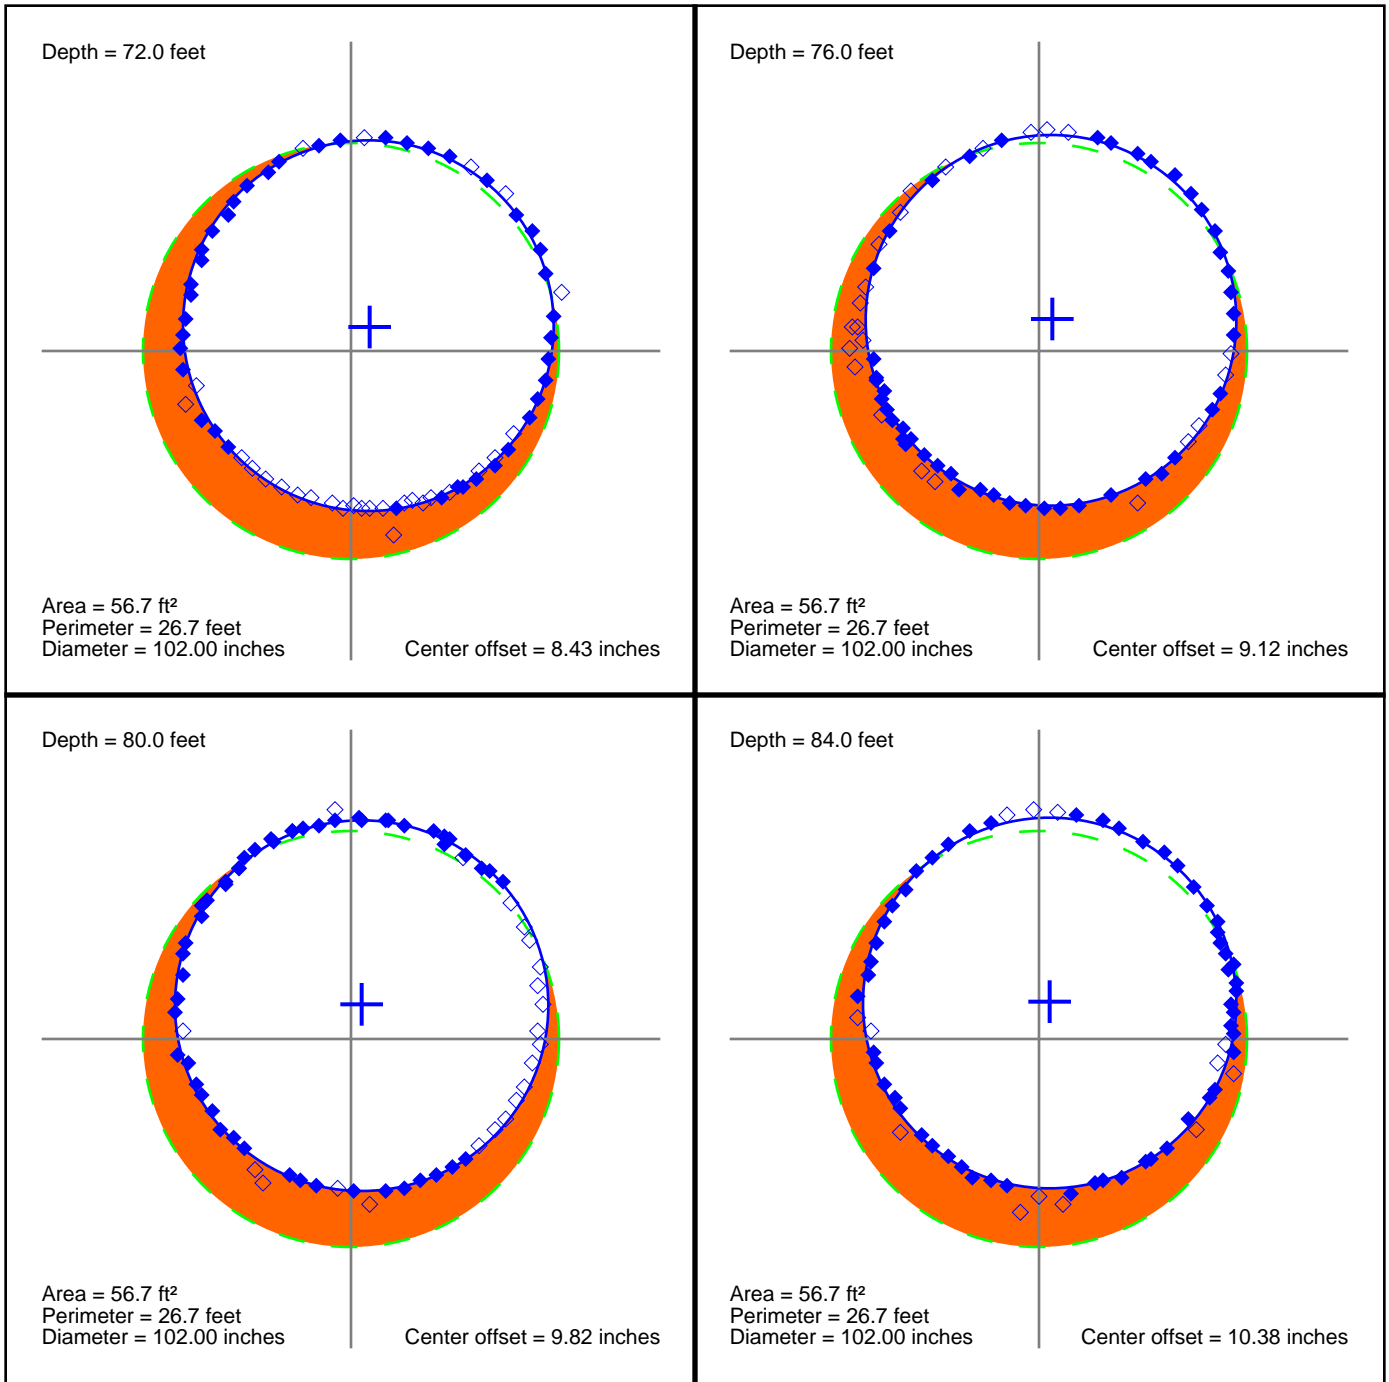 Depth = 72.0 feet
Area = 56.7 ft²
Perimeter = 26.7 feet
Diameter = 102.00 inches
Center offset = 8.43 inches
Depth = 76.0 feet
Area = 56.7 ft²
Perimeter = 26.7 feet
Diameter = 102.00 inches
Center offset = 9.12 inches
Depth = 80.0 feet
Area = 56.7 ft²
Perimeter = 26.7 feet
Diameter = 102.00 inches
Center offset = 9.82 inches
Depth = 84.0 feet
Area = 56.7 ft²
Perimeter = 26.7 feet
Diameter = 102.00 inches
Center offset = 10.38 inches